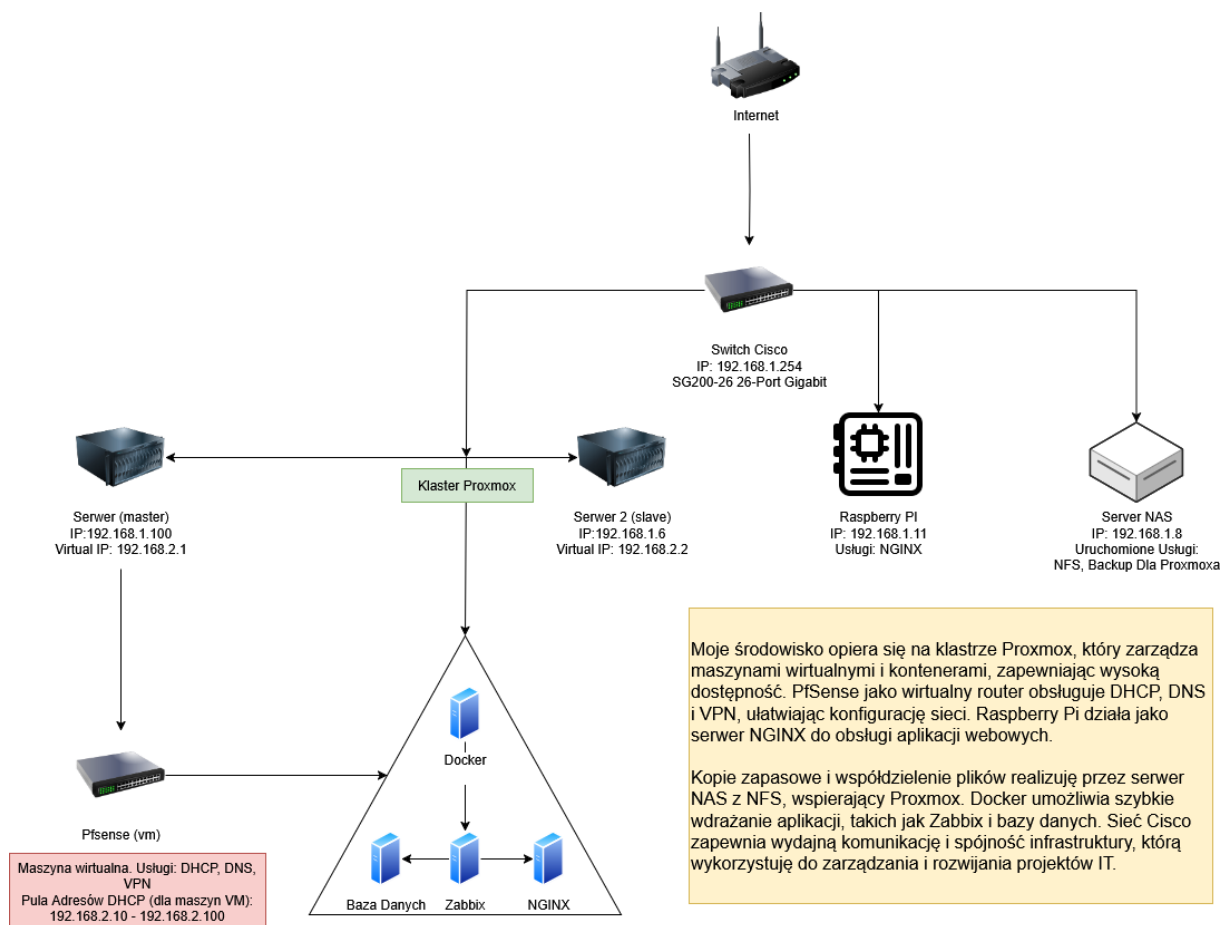 Internet
Switch Cisco
IP: 192.168.1.254
SG200-26 26-Port Gigabit
Klaster Proxmox
Serwer (master)
IP:192.168.1.100
Virtual IP: 192.168.2.1
Serwer 2 (slave)
IP:192.168.1.6
Virtual IP: 192.168.2.2
Raspberry PI
IP: 192.168.1.11
Usługi: NGINX
Server NAS
IP: 192.168.1.8
Uruchomione Usługi:
NFS, Backup Dla Proxmoxa
Moje środowisko opiera się na klastrze Proxmox, który zarządza
maszynami wirtualnymi i kontenerami, zapewniając wysoką
dostępność. PfSense jako wirtualny router obsługuje DHCP, DNS
i VPN, ułatwiając konfigurację sieci. Raspberry Pi działa jako
serwer NGINX do obsługi aplikacji webowych.
Kopie zapasowe i współdzielenie plików realizuję przez serwer
NAS z NFS, wspierający Proxmox. Docker umożliwia szybkie
wdrażanie aplikacji, takich jak Zabbix i bazy danych. Sieć Cisco
zapewnia wydajną komunikację i spójność infrastruktury, którą
wykorzystuję do zarządzania i rozwijania projektów IT.
Docker
Pfsense (vm)
Maszyna wirtualna. Usługi: DHCP, DNS,
VPN
Pula Adresów DHCP (dla maszyn VM):
192.168.2.10 - 192.168.2.100
Baza Danych
Zabbix
NGINX